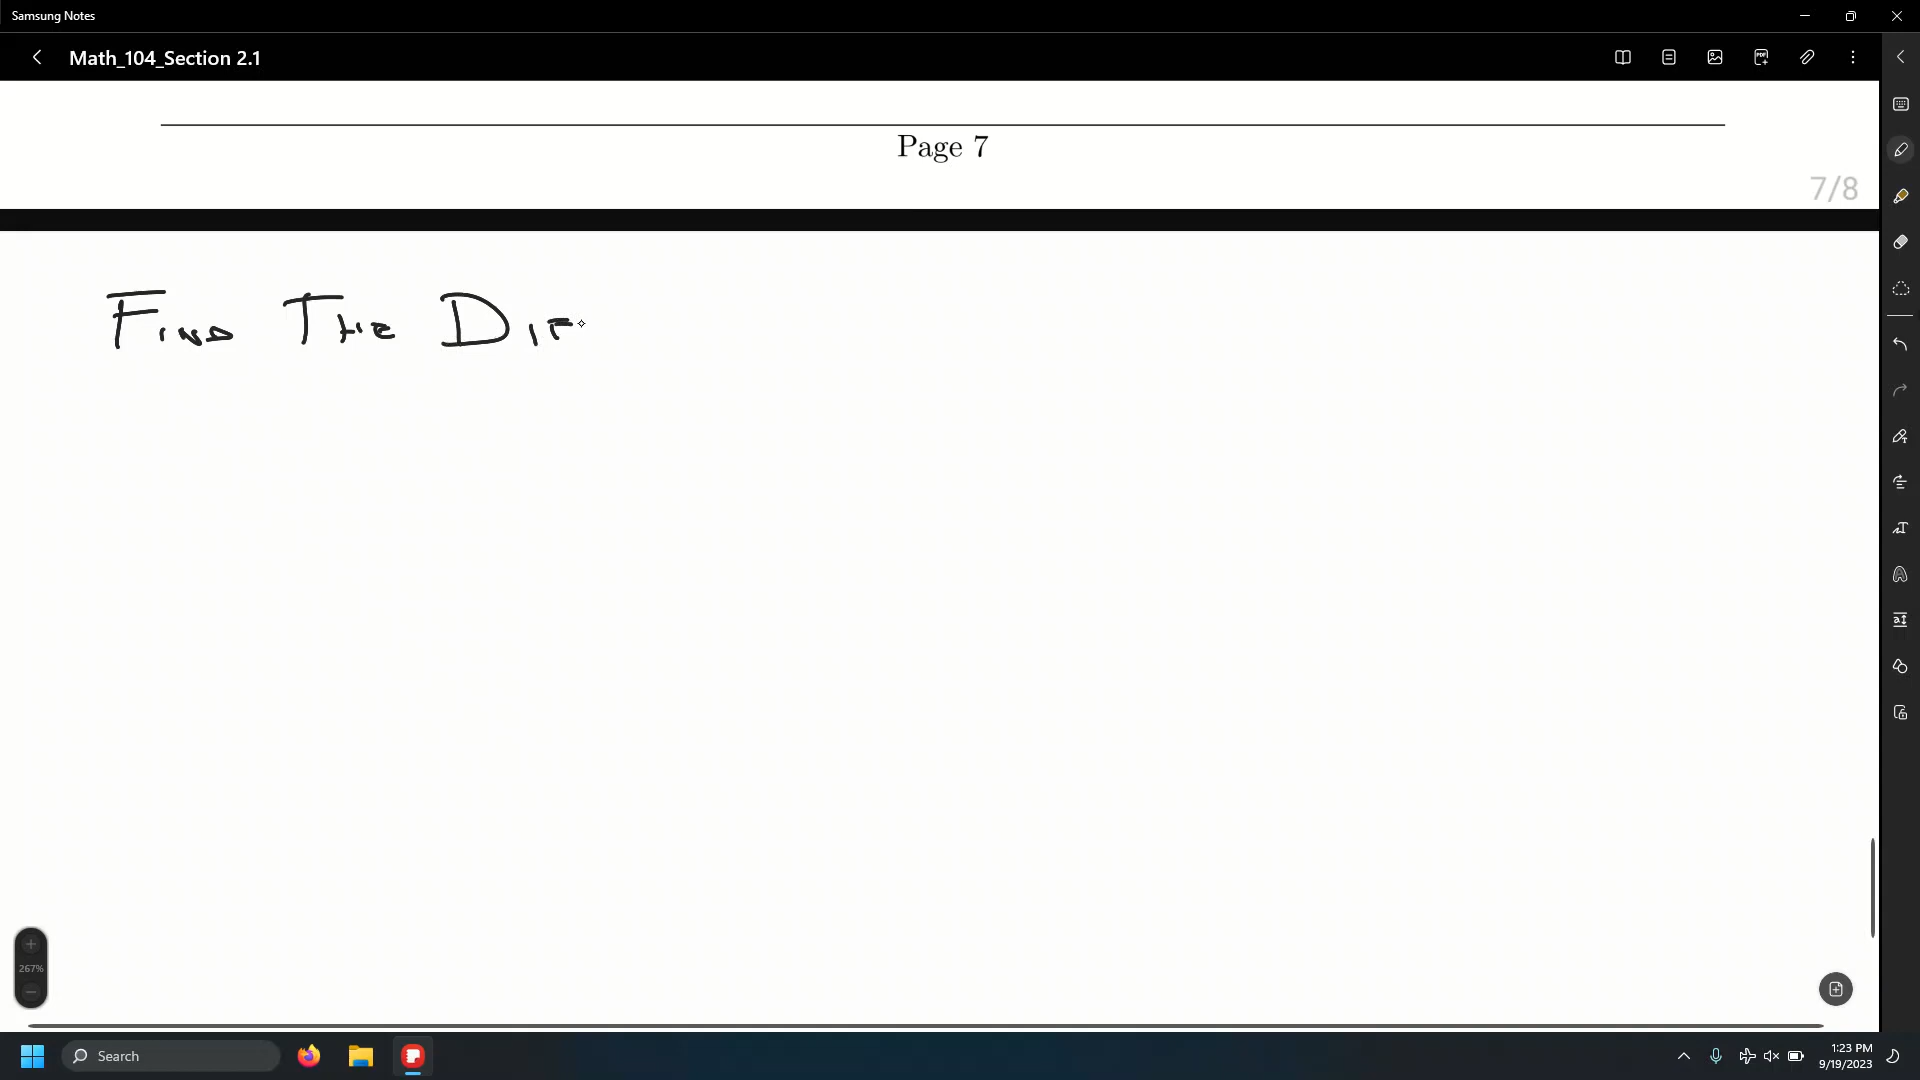 Samsung Notes
Math_104_Section 2.1
Page 7
7/8
FIND THE DIF
267%
Search
1:23 PM
9/19/2023